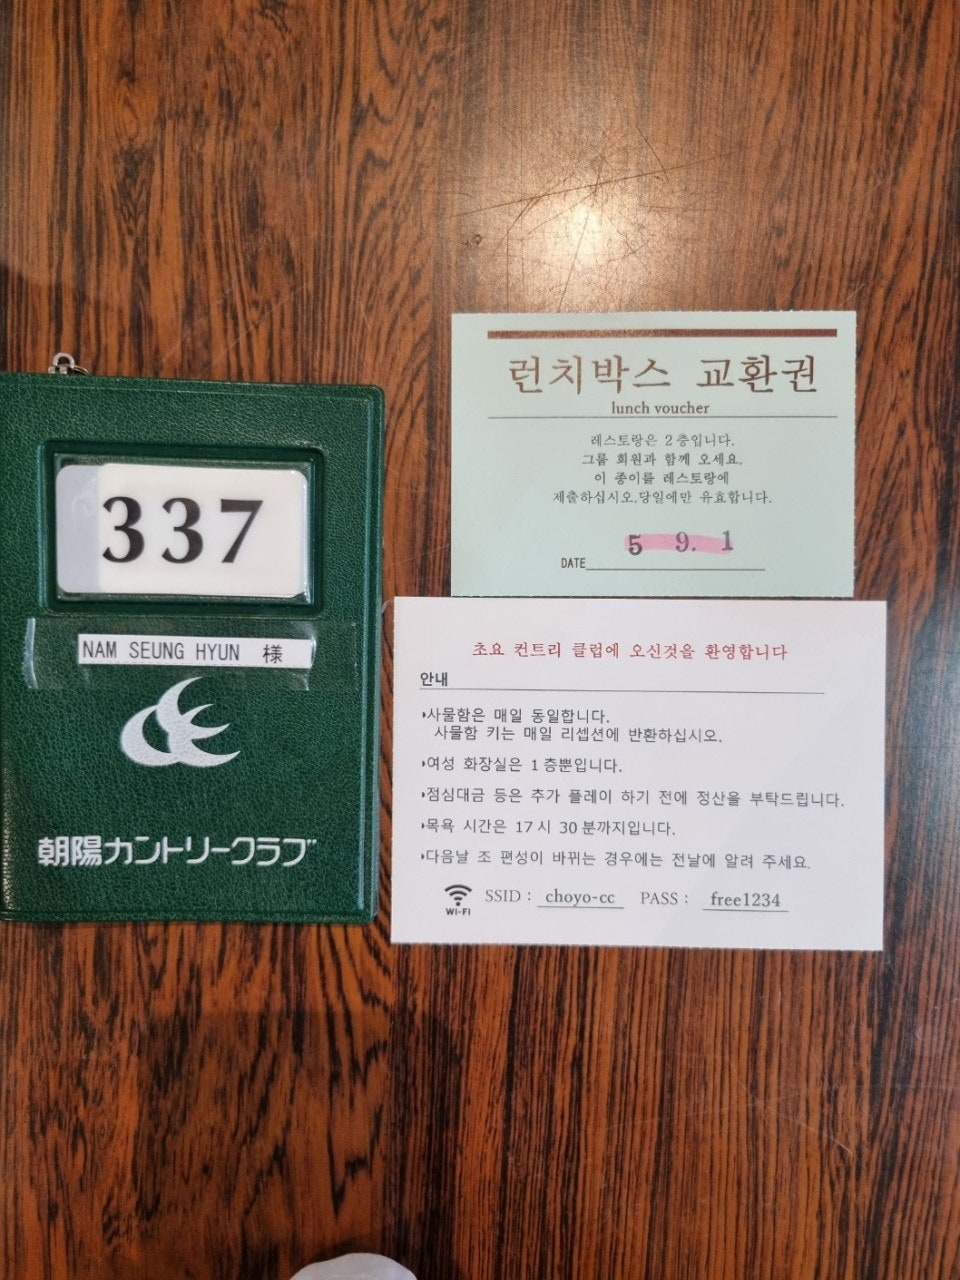 337
NAM SEUNG HYUN 様
朝陽カントリークラブ
런치박스 교환권
lunch voucher
레스토랑은 2층입니다.
그룹 회원과 함께 오세요.
이 종이를 레스토랑에
제출하십시오.당일에만 유효합니다.
5 9. 1
DATE
초요 컨트리 클럽에 오신것을 환영합니다
안내
•사물함은 매일 동일합니다.
사물함 키는 매일 리셉션에 반환하십시오.
•여성 화장실은 1층뿐입니다.
•점심대금 등은 추가 플레이 하기 전에 정산을 부탁드립니다.
•목욕 시간은 17시 30분까지입니다.
•다음날 조 편성이 바뀌는 경우에는 전날에 알려 주세요.
WI-FI SSID : choyo-cc PASS : free1234